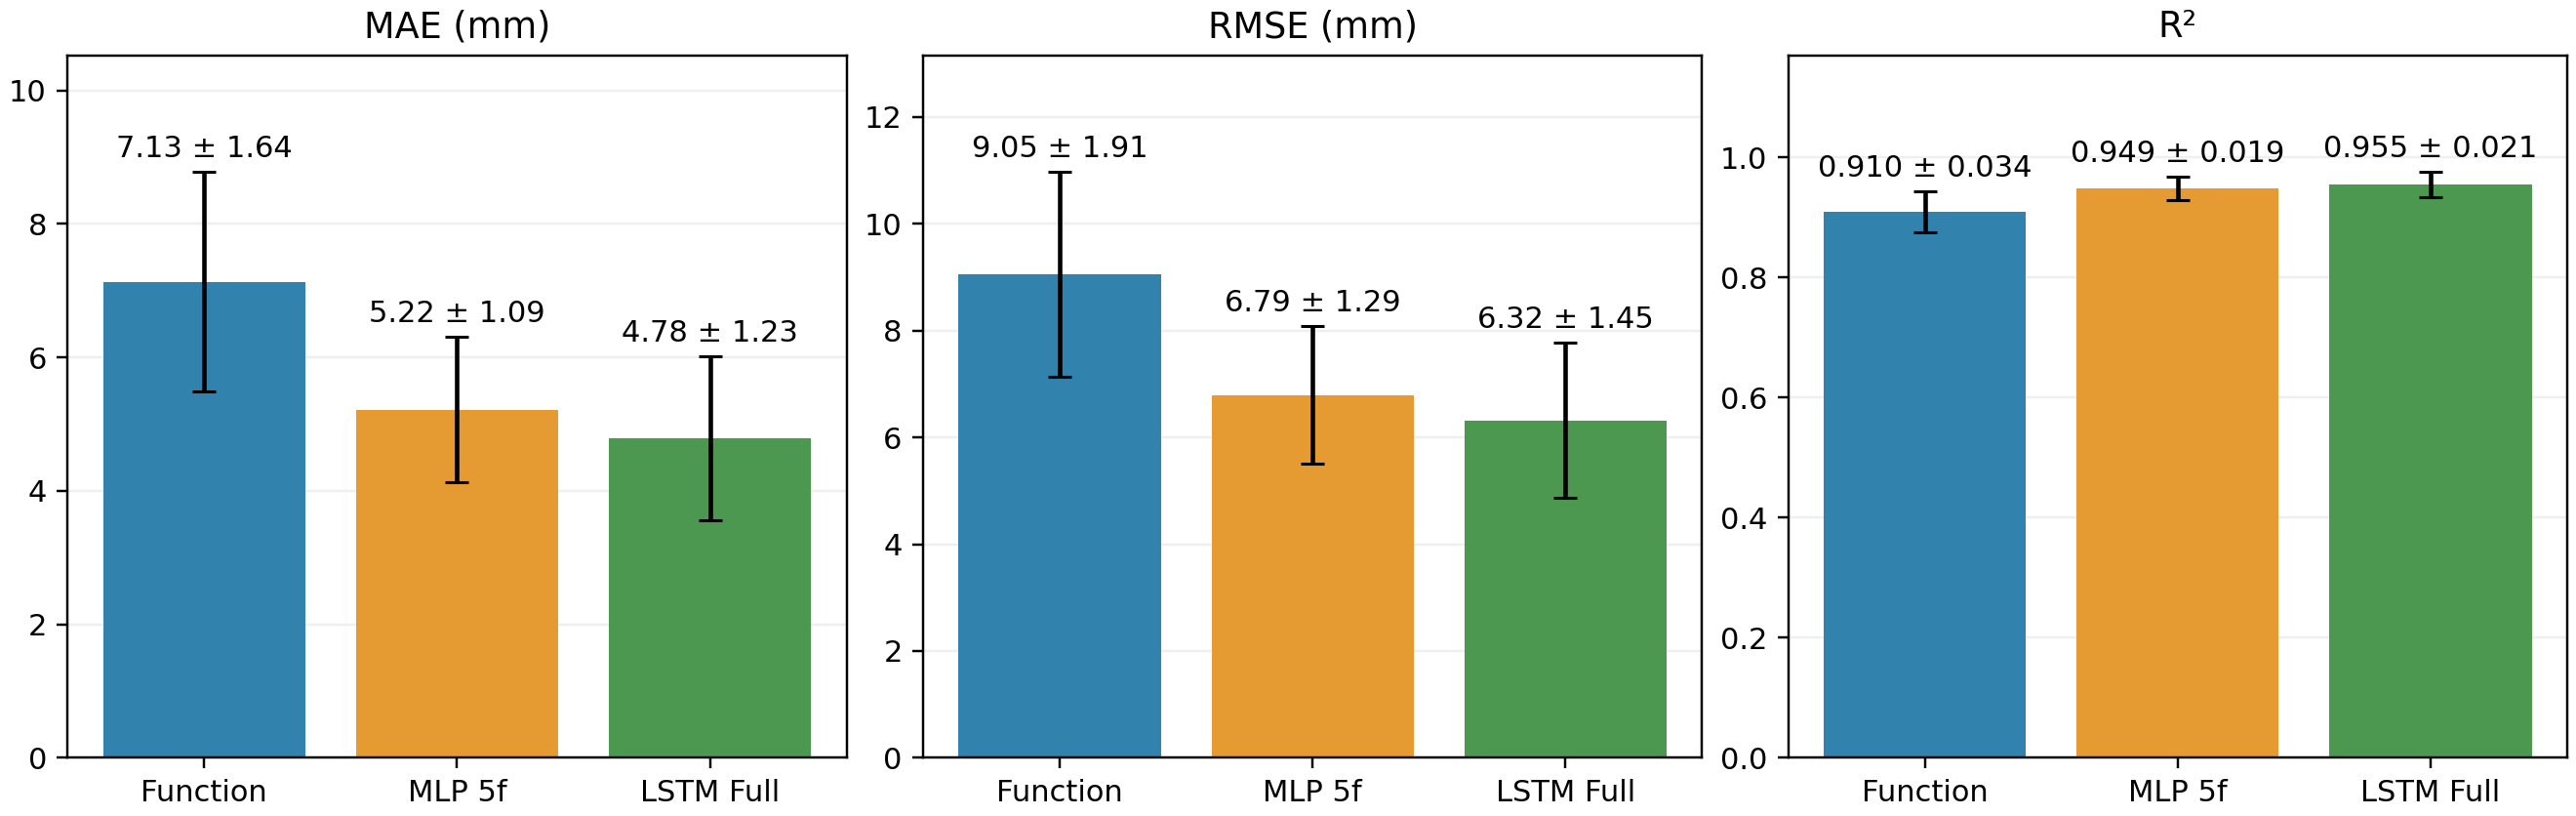 MAE (mm)
10
8
6
4
2
0
7.13 ± 1.64
5.22 ± 1.09
4.78 ± 1.23
Function
MLP 5f
LSTM Full
RMSE (mm)
12
10
8
6
4
2
0
9.05 ± 1.91
6.79 ± 1.29
6.32 ± 1.45
Function
MLP 5f
LSTM Full
R²
1.0
0.8
0.6
0.4
0.2
0.0
0.910 ± 0.034
0.949 ± 0.019
0.955 ± 0.021
Function
MLP 5f
LSTM Full